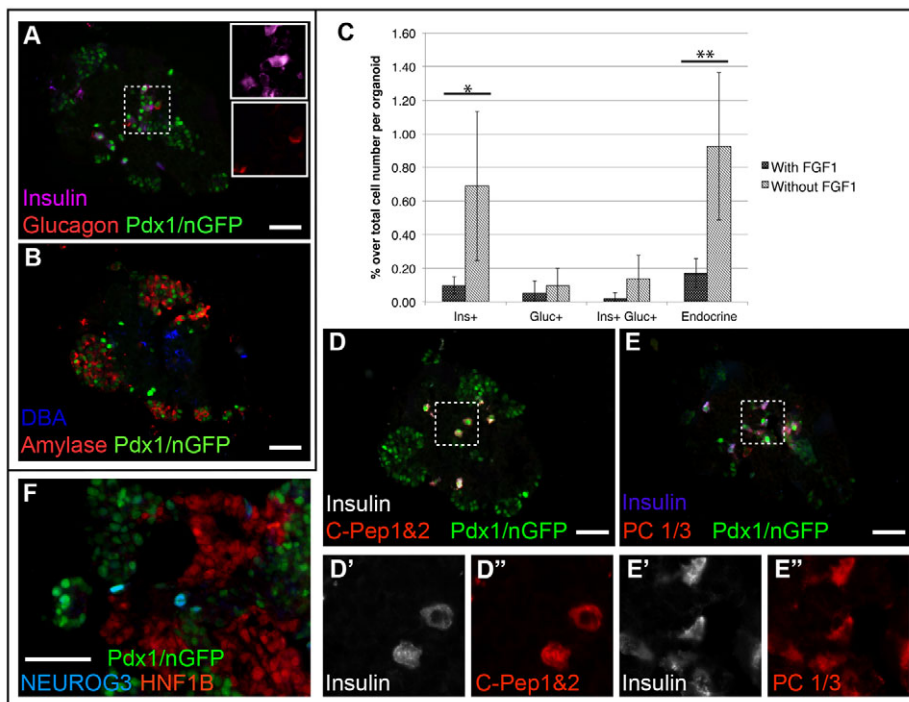 A
Insulin
Glucagon Pdx1/nGFP
B
DBA
Amylase Pdx1/nGFP
C
% over total cell number per organoid
1.60
1.40
1.20
1.00
0.80
0.60
0.40
0.20
0.00
*
**
With FGF1
Without FGF1
Ins+
Gluc+
Ins+ Gluc+
Endocrine
D
Insulin
C-Pep1&2 Pdx1/nGFP
E
Insulin
PC 1/3 Pdx1/nGFP
F
Pdx1/nGFP
NEUROG3 HNF1B
D'
Insulin
D"
C-Pep1&2
E'
Insulin
E"
PC 1/3